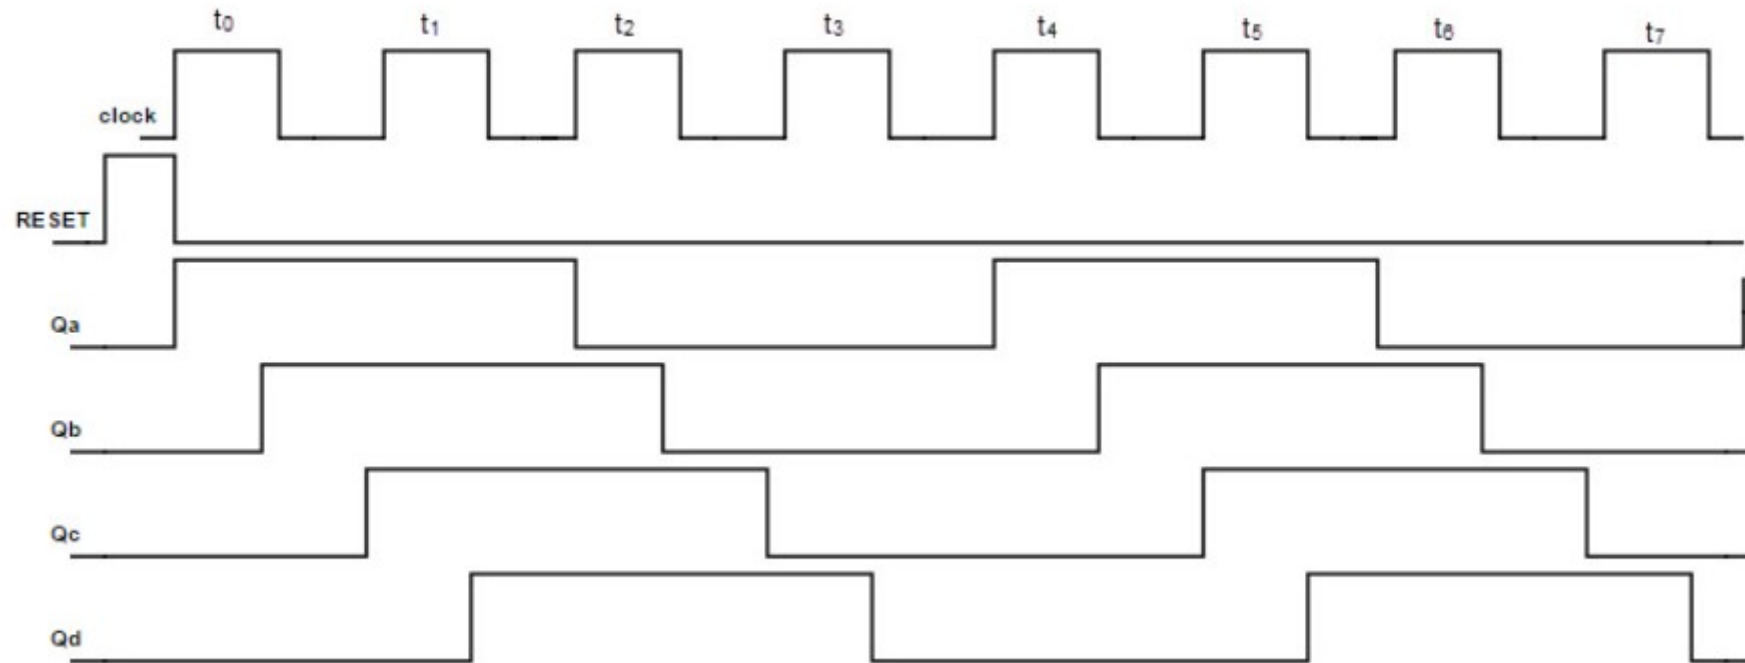 t₀ t₁ t₂ t₃ t₄ t₅ t₆ t₇
clock
RESET
Qa
Qb
Qc
Qd